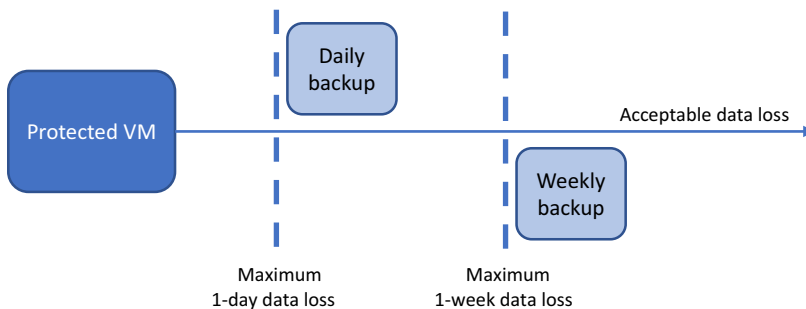 Daily
backup
Protected VM
Acceptable data loss
Weekly
backup
Maximum
1-day data loss
Maximum
1-week data loss